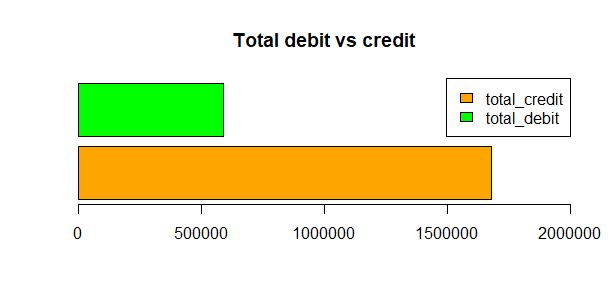 Total debit vs credit
total_credit
total_debit
0 500000 1000000 1500000 2000000